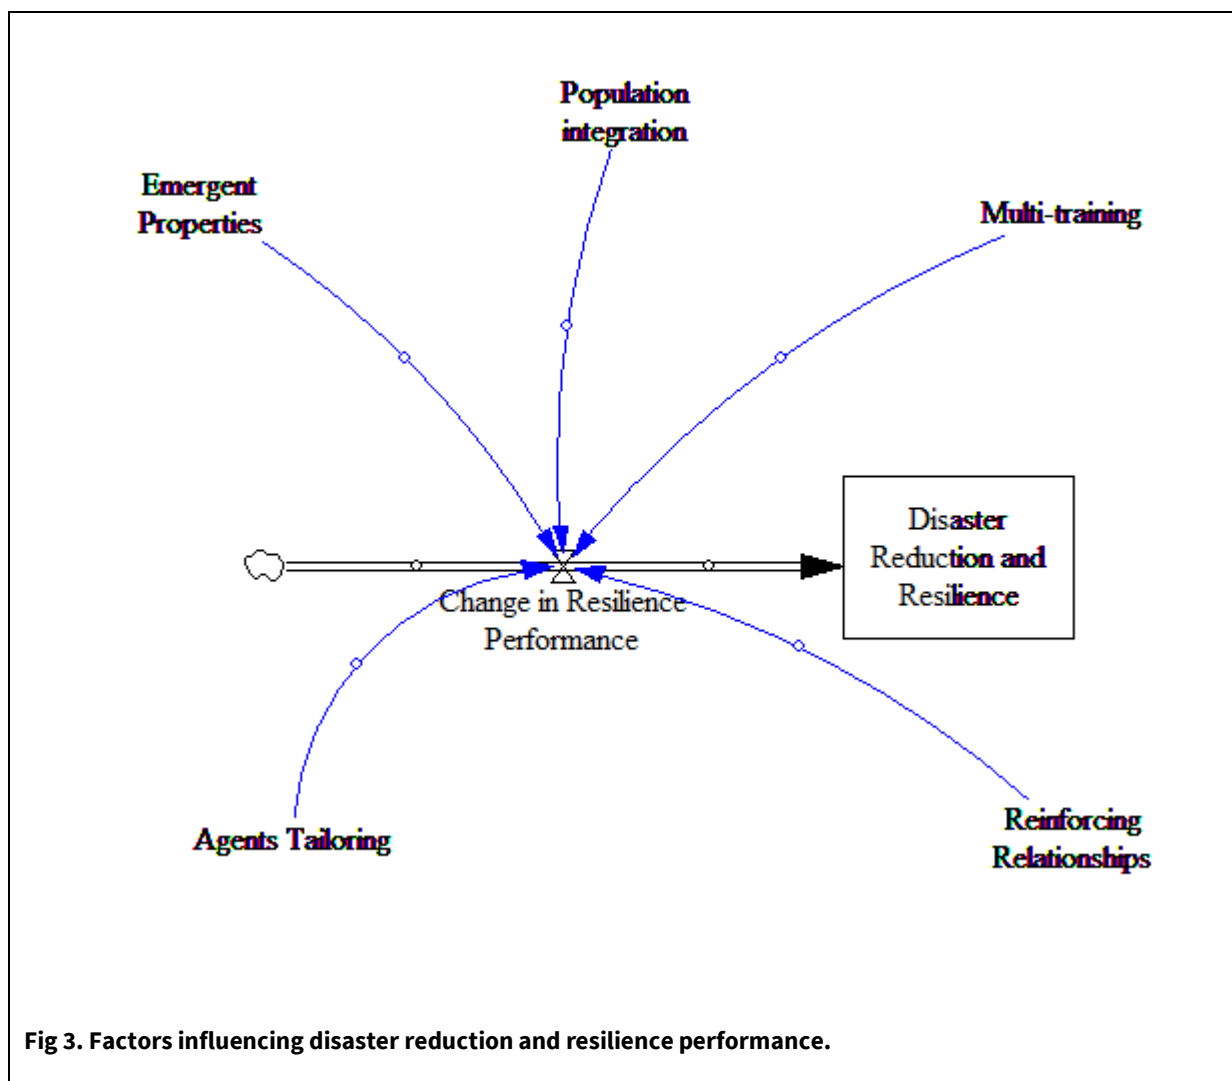 Population
integration
Emergent
Properties
Multi-training
Disaster
Reduction and
Resilience
Change in Resilience
Performance
Agents Tailoring
Reinforcing
Relationships
Fig 3. Factors influencing disaster reduction and resilience performance.